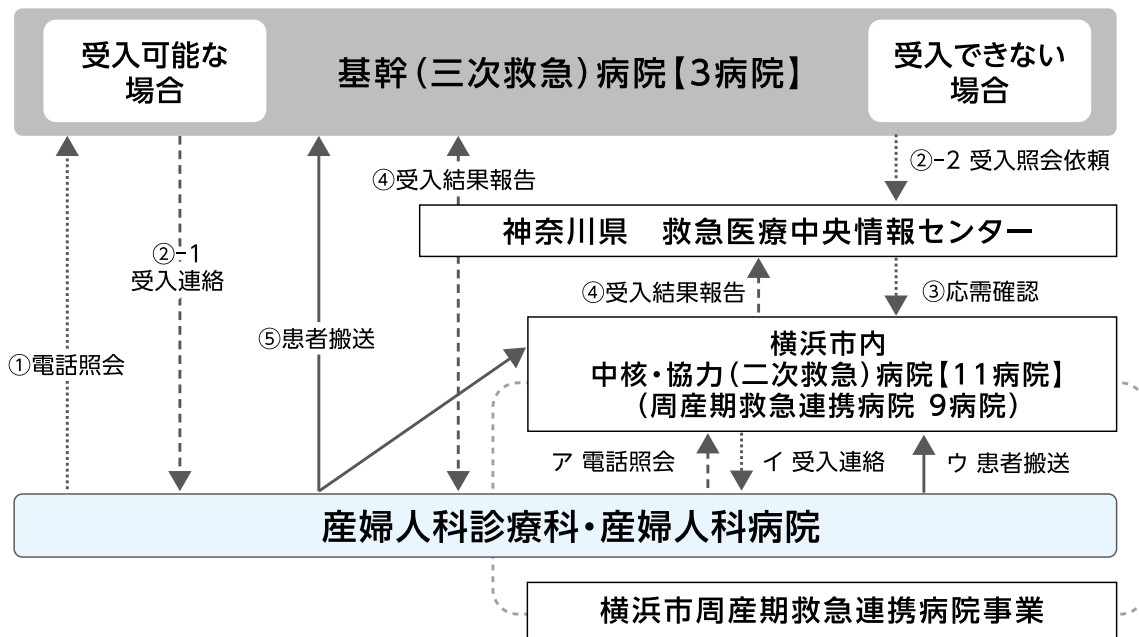 受入可能な
場合
基幹（三次救急）病院【3病院】
受入できない
場合
②-2 受入照会依頼
④受入結果報告
神奈川県　救急医療中央情報センター
②-1
受入連絡
④受入結果報告
③応需確認
⑤患者搬送
①電話照会
横浜市内
中核・協力（二次救急）病院【11病院】
（周産期救急連携病院 9病院）
ア 電話照会
イ 受入連絡
ウ 患者搬送
産婦人科診療科・産婦人科病院
横浜市周産期救急連携病院事業